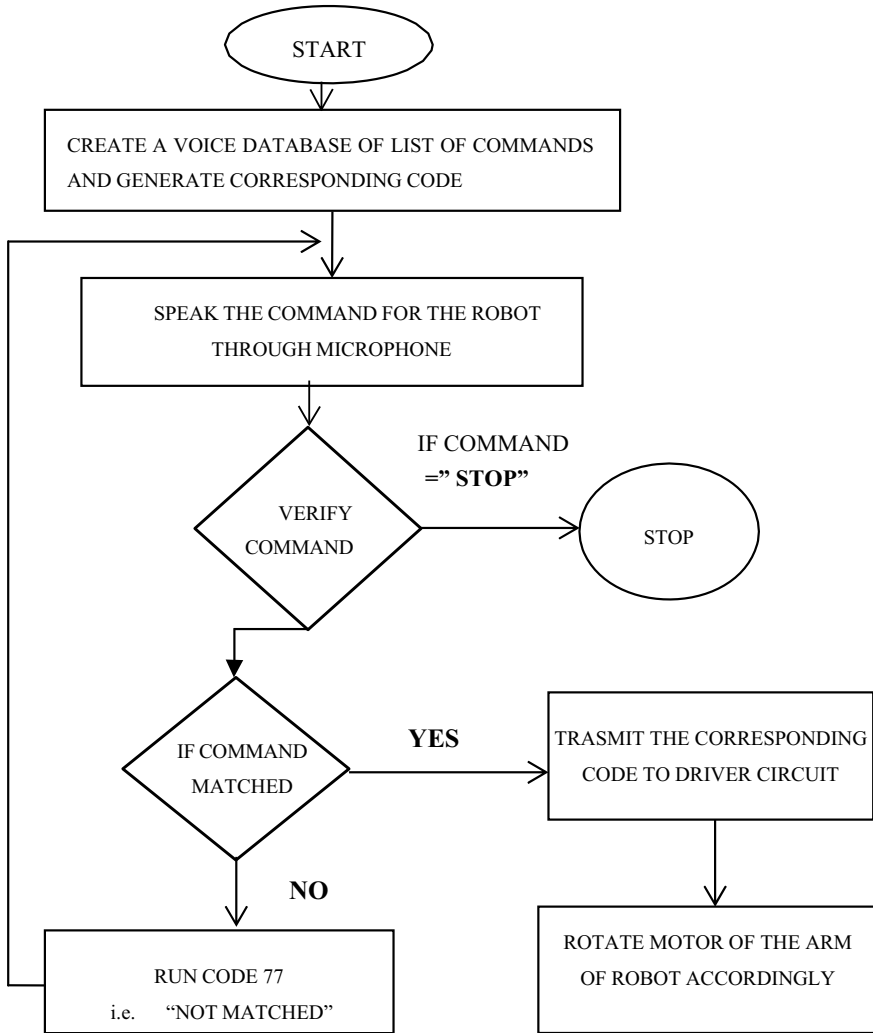 START
CREATE A VOICE DATABASE OF LIST OF COMMANDS
AND GENERATE CORRESPONDING CODE
SPEAK THE COMMAND FOR THE ROBOT
THROUGH MICROPHONE
IF COMMAND
=” STOP”
VERIFY
COMMAND
STOP
IF COMMAND
MATCHED
YES
TRASMIT THE CORRESPONDING
CODE TO DRIVER CIRCUIT
NO
RUN CODE 77
i.e. “NOT MATCHED”
ROTATE MOTOR OF THE ARM
OF ROBOT ACCORDINGLY